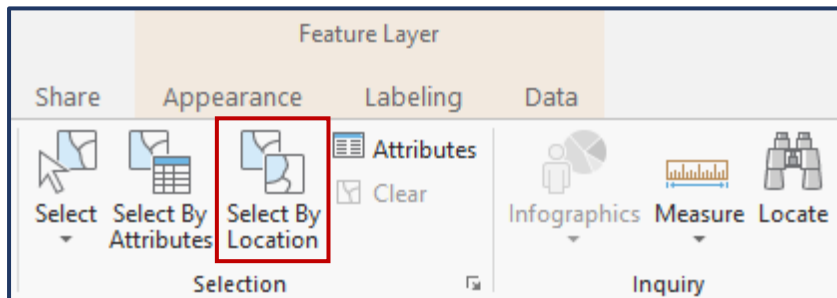 Feature Layer
Share Appearance Labeling Data
Attributes
Clear
Select Select By Select By Infographics Measure Locate
Attributes Location
Selection Inquiry